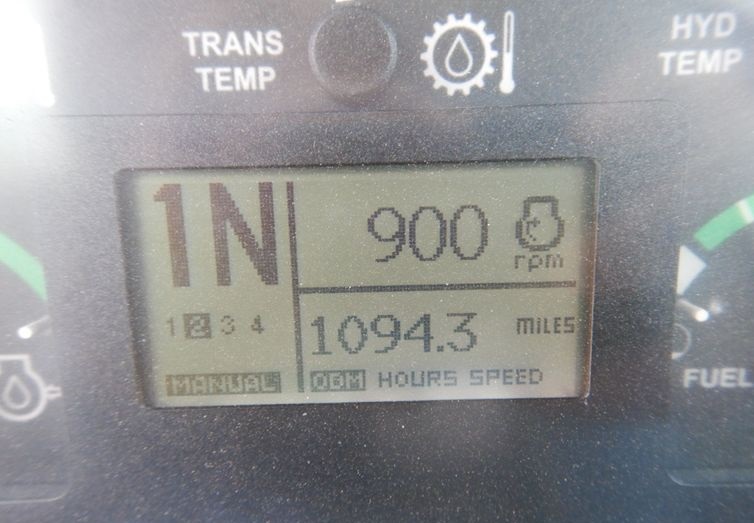 TRANS
TEMP
HYD
TEMP
1N
900
rpm
1 2 3 4
1094.3 MILES
MANUAL
ODM HOURS SPEED
FUEL